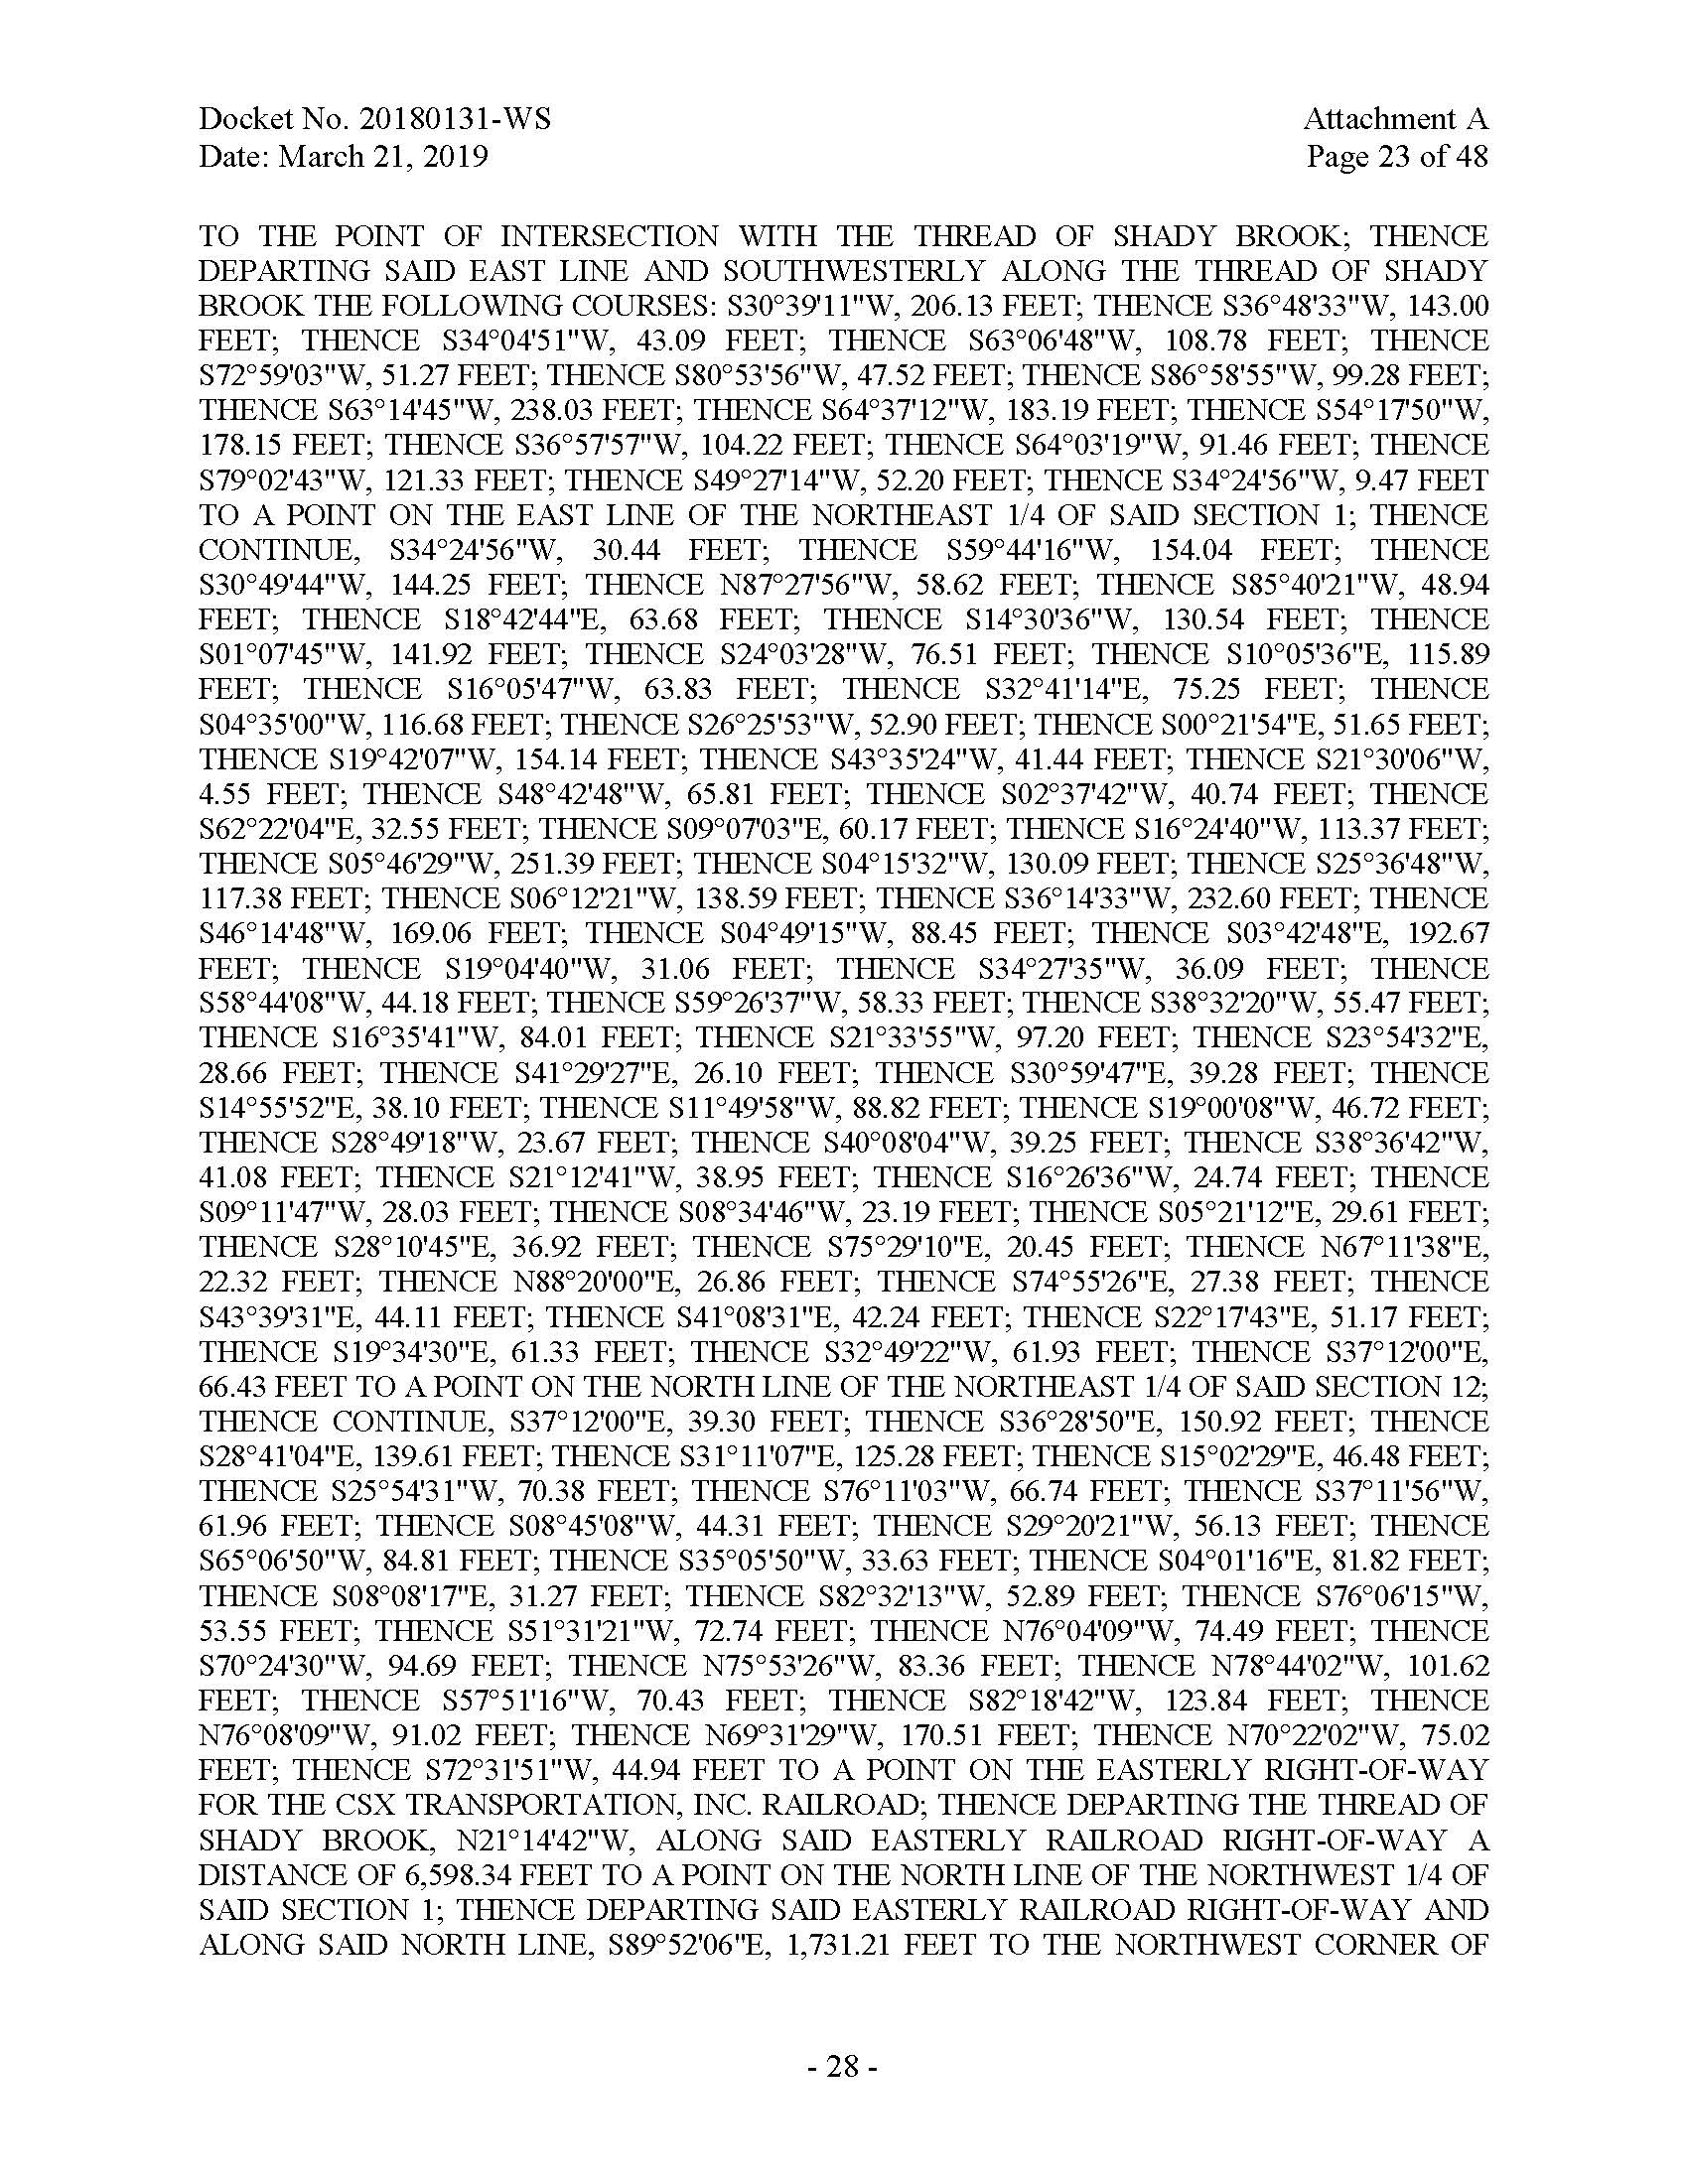 Docket No. 20180131-WS
Attachment A
Date: March 21, 2019
Page 23 of 48
TO THE POINT OF INTERSECTION WITH THE THREAD OF SHADY BROOK; THENCE
DEPARTING SAID EAST LINE AND SOUTHWESTERLY ALONG THE THREAD OF SHADY
BROOK THE FOLLOWING COURSES: S30°39'11"W, 206.13 FEET; THENCE S36°48'33"W, 143.00
FEET; THENCE S34°04'51"W, 43.09 FEET; THENCE S63°06'48"W, 108.78 FEET; THENCE
S72°59'03"W, 51.27 FEET; THENCE S80°53'56"W, 47.52 FEET; THENCE S86°58'55"W, 99.28 FEET;
THENCE S63°14'45"W, 238.03 FEET; THENCE S64°37'12"W, 183.19 FEET; THENCE S54°17'50"W,
178.15 FEET; THENCE S36°57'57"W, 104.22 FEET; THENCE S64°03'19"W, 91.46 FEET; THENCE
S79°02'43"W, 121.33 FEET; THENCE S49°27'14"W, 52.20 FEET; THENCE S34°24'56"W, 9.47 FEET
TO A POINT ON THE EAST LINE OF THE NORTHEAST 1/4 OF SAID SECTION 1; THENCE
CONTINUE, S34°24'56"W, 30.44 FEET; THENCE S59°44'16"W, 154.04 FEET; THENCE
S30°49'44"W, 144.25 FEET; THENCE N87°27'56"W, 58.62 FEET; THENCE S85°40'21"W, 48.94
FEET; THENCE S18°42'44"E, 63.68 FEET; THENCE S14°30'36"W, 130.54 FEET; THENCE
S01°07'45"W, 141.92 FEET; THENCE S24°03'28"W, 76.51 FEET; THENCE S10°05'36"E, 115.89
FEET; THENCE S16°05'47"W, 63.83 FEET; THENCE S32°41'14"E, 75.25 FEET; THENCE
S04°35'00"W, 116.68 FEET; THENCE S26°25'53"W, 52.90 FEET; THENCE S00°21'54"E, 51.65 FEET;
THENCE S19°42'07"W, 154.14 FEET; THENCE S43°35'24"W, 41.44 FEET; THENCE S21°30'06"W,
4.55 FEET; THENCE S48°42'48"W, 65.81 FEET; THENCE S02°37'42"W, 40.74 FEET; THENCE
S62°22'04"E, 32.55 FEET; THENCE S09°07'03"E, 60.17 FEET; THENCE S16°24'40"W, 113.37 FEET;
THENCE S05°46'29"W, 251.39 FEET; THENCE S04°15'32"W, 130.09 FEET; THENCE S25°36'48"W,
117.38 FEET; THENCE S06°12'21"W, 138.59 FEET; THENCE S36°14'33"W, 232.60 FEET; THENCE
S46°14'48"W, 169.06 FEET; THENCE S04°49'15"W, 88.45 FEET; THENCE S03°42'48"E, 192.67
FEET; THENCE S19°04'40"W, 31.06 FEET; THENCE S34°27'35"W, 36.09 FEET; THENCE
S58°44'08"W, 44.18 FEET; THENCE S59°26'37"W, 58.33 FEET; THENCE S38°32'20"W, 55.47 FEET;
THENCE S16°35'41"W, 84.01 FEET; THENCE S21°33'55"W, 97.20 FEET; THENCE S23°54'32"E,
28.66 FEET; THENCE S41°29'27"E, 26.10 FEET; THENCE S30°59'47"E, 39.28 FEET; THENCE
S14°55'52"E, 38.10 FEET; THENCE S11°49'58"W, 88.82 FEET; THENCE S19°00'08"W, 46.72 FEET;
THENCE S28°49'18"W, 23.67 FEET; THENCE S40°08'04"W, 39.25 FEET; THENCE S38°36'42"W,
41.08 FEET; THENCE S21°12'41"W, 38.95 FEET; THENCE S16°26'36"W, 24.74 FEET; THENCE
S09°11'47"W, 28.03 FEET; THENCE S08°34'46"W, 23.19 FEET; THENCE S05°21'12"E, 29.61 FEET;
THENCE S28°10'45"E, 36.92 FEET; THENCE S75°29'10"E, 20.45 FEET; THENCE N67°11'38"E,
22.32 FEET; THENCE N88°20'00"E, 26.86 FEET; THENCE S74°55'26"E, 27.38 FEET; THENCE
S43°39'31"E, 44.11 FEET; THENCE S41°08'31"E, 42.24 FEET; THENCE S22°17'43"E, 51.17 FEET;
THENCE S19°34'30"E, 61.33 FEET; THENCE S32°49'22"W, 61.93 FEET; THENCE S37°12'00"E,
66.43 FEET TO A POINT ON THE NORTH LINE OF THE NORTHEAST 1/4 OF SAID SECTION 12;
THENCE CONTINUE, S37°12'00"E, 39.30 FEET; THENCE S36°28'50"E, 150.92 FEET; THENCE
S28°41'04"E, 139.61 FEET; THENCE S31°11'07"E, 125.28 FEET; THENCE S15°02'29"E, 46.48 FEET;
THENCE S25°54'31"W, 70.38 FEET; THENCE S76°11'03"W, 66.74 FEET; THENCE S37°11'56"W,
61.96 FEET; THENCE S08°45'08"W, 44.31 FEET; THENCE S29°20'21"W, 56.13 FEET; THENCE
S65°06'50"W, 84.81 FEET; THENCE S35°05'50"W, 33.63 FEET; THENCE S04°01'16"E, 81.82 FEET;
THENCE S08°08'17"E, 31.27 FEET; THENCE S82°32'13"W, 52.89 FEET; THENCE S76°06'15"W,
53.55 FEET; THENCE S51°31'21"W, 72.74 FEET; THENCE N76°04'09"W, 74.49 FEET; THENCE
S70°24'30"W, 94.69 FEET; THENCE N75°53'26"W, 83.36 FEET; THENCE N78°44'02"W, 101.62
FEET; THENCE S57°51'16"W, 70.43 FEET; THENCE S82°18'42"W, 123.84 FEET; THENCE
N76°08'09"W, 91.02 FEET; THENCE N69°31'29"W, 170.51 FEET; THENCE N70°22'02"W, 75.02
FEET; THENCE S72°31'51"W, 44.94 FEET TO A POINT ON THE EASTERLY RIGHT-OF-WAY
FOR THE CSX TRANSPORTATION, INC. RAILROAD; THENCE DEPARTING THE THREAD OF
SHADY BROOK, N21°14'42"W, ALONG SAID EASTERLY RAILROAD RIGHT-OF-WAY A
DISTANCE OF 6,598.34 FEET TO A POINT ON THE NORTH LINE OF THE NORTHWEST 1/4 OF
SAID SECTION 1; THENCE DEPARTING SAID EASTERLY RAILROAD RIGHT-OF-WAY AND
ALONG SAID NORTH LINE, S89°52'06"E, 1,731.21 FEET TO THE NORTHWEST CORNER OF
- 28 -